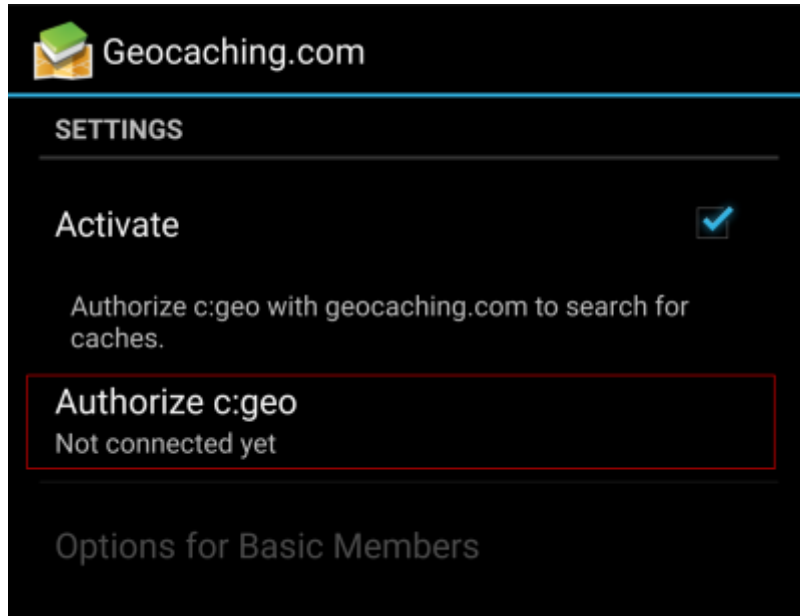 Geocaching.com
SETTINGS
Activate
Authorize c:geo with geocaching.com to search for
caches.
Authorize c:geo
Not connected yet
Options for Basic Members